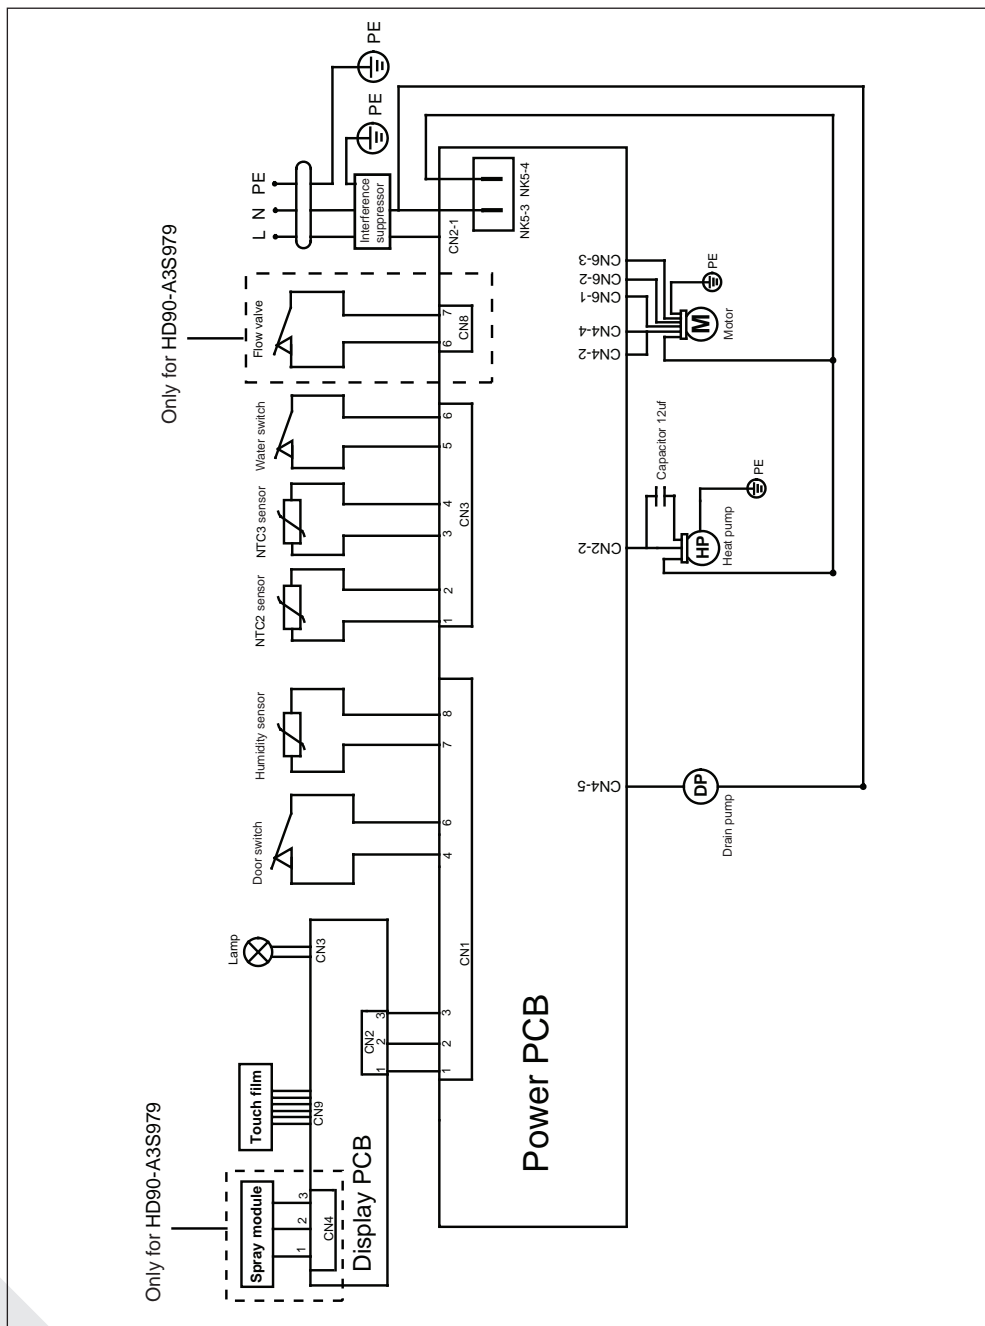 Only for HD90-A3S979
Spray module
1
2
3
CN4
Touch film
CN9
Lamp
CN3
Display PCB
CN2
1
2
3
Door switch
4
6
Humidity sensor
7
8
1
2
3
CN1
NTC2 sensor
1
2
NTC3 sensor
3
4
Water switch
5
6
CN3
Only for HD90-A3S979
Flow valve
6
7
CN8
L N PE
Interference
suppressor
PE
PE
CN2-1
NK5-3 NK5-4
Power PCB
CN4-5
DP
Drain pump
CN2-2
Capacitor 12uf
HP
Heat pump
PE
CN4-2
CN4-4
CN6-1
CN6-2
CN6-3
M
Motor
PE